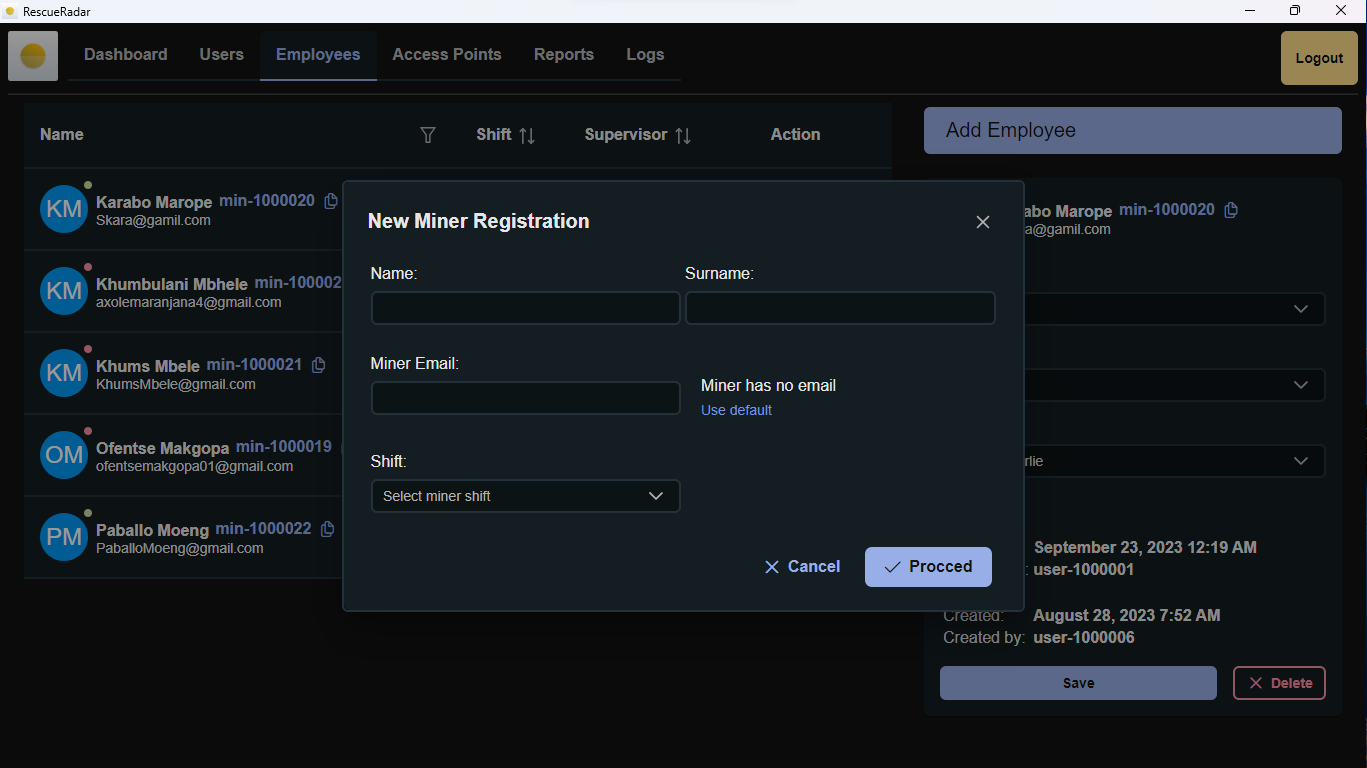 RescueRadar
Dashboard Users Employees Access Points Reports Logs Logout
Name Shift Supervisor Action
Add Employee
KM Karabo Marope min-1000020
Skara@gamil.com
KM Khumbulani Mbhele min-100002
axolemaranjana4@gmail.com
KM Khums Mbele min-1000021
KhumsMbele@gmail.com
OM Ofentse Makgopa min-1000019
ofentsemakgopa01@gmail.com
PM Paballo Moeng min-1000022
PaballoMoeng@gmail.com
New Miner Registration
Name: Surname:
Miner Email:
Miner has no email
Use default
Shift:
Select miner shift
Cancel Procced
abo Marope min-1000020
a@gamil.com
rlie
September 23, 2023 12:19 AM
: user-1000001
Created: August 28, 2023 7:52 AM
Created by: user-1000006
Save Delete